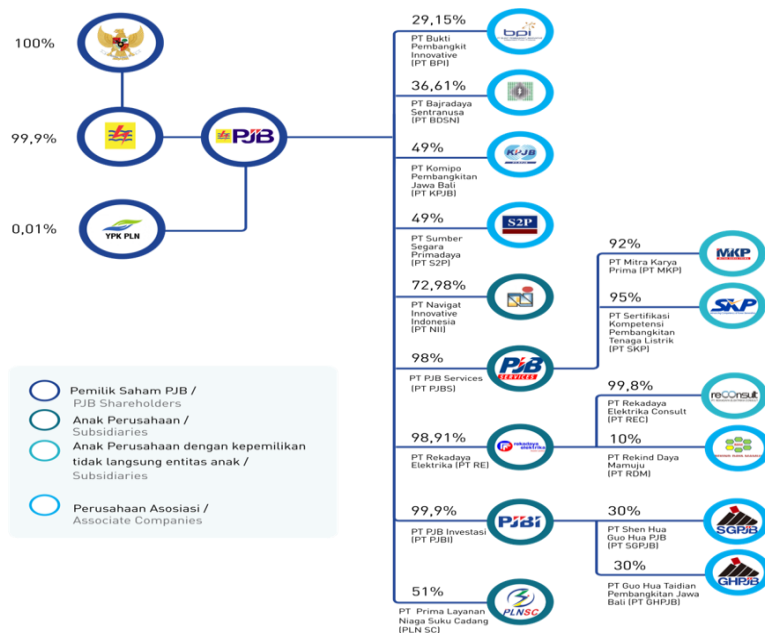 100%
99,9%
0,01%
PJB
YPK PLN
29,15%
PT Bukti
Pembangkit
Innovative
(PT BPI)
bpi
36,61%
PT Bajradaya
Sentranusa
(PT BDSN)
49%
PT Komipo
Pembangkitan
Jawa Bali
(PT KPJB)
KPJB
49%
PT Sumber
Segara
Primadaya
(PT S2P)
S2P
72,98%
PT Navigat
Innovative
Indonesia
(PT NII)
98%
PT PJB Services
(PT PJBS)
PJB
SERVICES
98,91%
PT Rekadaya
Elektrika (PT RE)
rekadaya
elektrika
99,9%
PT PJB Investasi
(PT PJBI)
PJBI
51%
PT Prima Layanan
Niaga Suku Cadang
(PLN SC)
PLNSC
92%
PT Mitra Karya
Prima (PT MKP)
MKP
95%
PT Sertifikasi
Kompetensi
Pembangkitan
Tenaga Listrik
(PT SKP)
SKP
99,8%
PT Rekadaya
Elektrika Consult
(PT REC)
reconsult
10%
PT Rekind Daya
Mamuju
(PT RDM)
30%
PT Shen Hua
Guo Hua PJB
(PT SGPJB)
SGPJB
30%
PT Guo Hua Taidian
Pembangkitan Jawa
Bali (PT GHPJB)
GHPJB
Pemilik Saham PJB /
PJB Shareholders
Anak Perusahaan /
Subsidiaries
Anak Perusahaan dengan kepemilikan
tidak langsung entitas anak /
Subsidiaries
Perusahaan Asosiasi /
Associate Companies